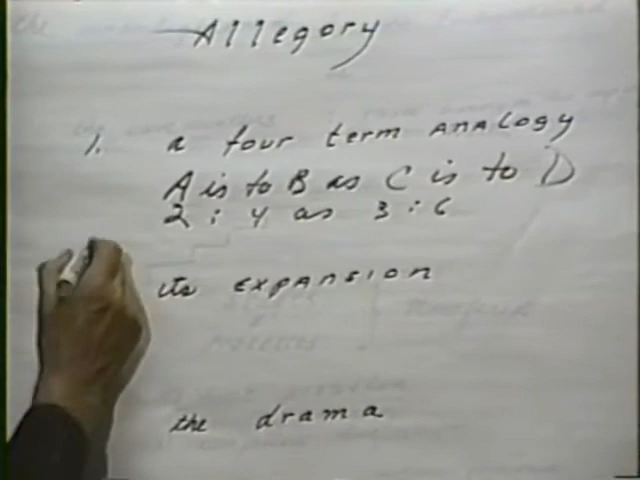 Allegory
1. a four term analogy
A is to B as C is to D
2 : 4 as 3 : 6
its expansion
the drama